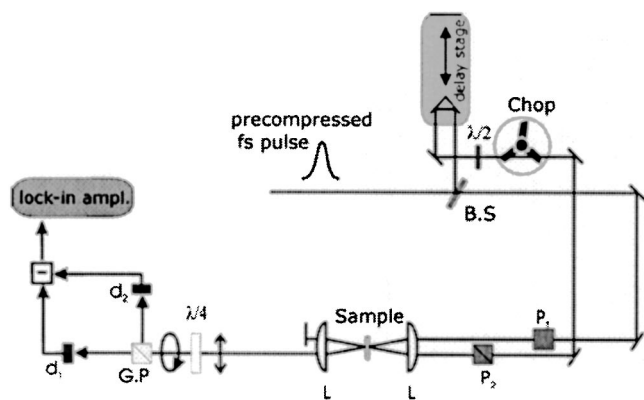 delay stage
Chop
precompressed
fs pulse
λ/2
lock-in ampl.
B.S
−
d₂
λ/4
Sample
P₁
d₁
G.P
P₂
L
L